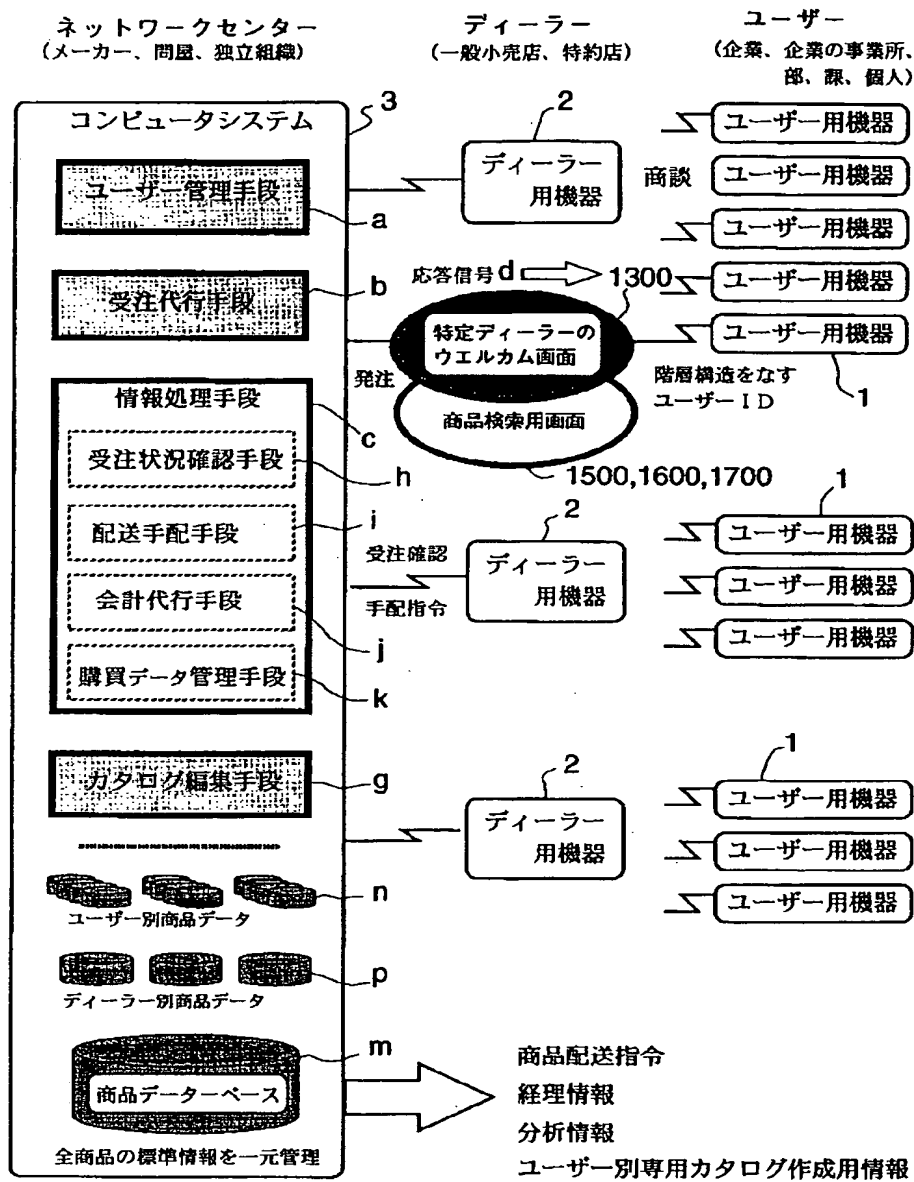 ネットワークセンター
(メーカー、問屋、独立組織)
ディーラー
(一般小売店、特約店)
ユーザー
(企業、企業の事業所、
部、課、個人)
コンピュータシステム
3
ユーザー管理手段
a
受注代行手段
b
情報処理手段
c
受注状況確認手段
h
配送手配手段
i
会計代行手段
j
購買データ管理手段
k
カタログ編集手段
g
n
ユーザー別商品データ
p
ディーラー別商品データ
m
商品データーベース
全商品の標準情報を一元管理
2
ディーラー
用機器
商談
ユーザー用機器
ユーザー用機器
ユーザー用機器
ユーザー用機器
ユーザー用機器
1
応答信号d
1300
特定ディーラーの
ウエルカム画面
発注
商品検索用画面
階層構造をなす
ユーザーID
1500,1600,1700
2
受注確認
手配指令
ディーラー
用機器
1
ユーザー用機器
ユーザー用機器
ユーザー用機器
2
ディーラー
用機器
1
ユーザー用機器
ユーザー用機器
ユーザー用機器
商品配送指令
経理情報
分析情報
ユーザー別専用カタログ作成用情報